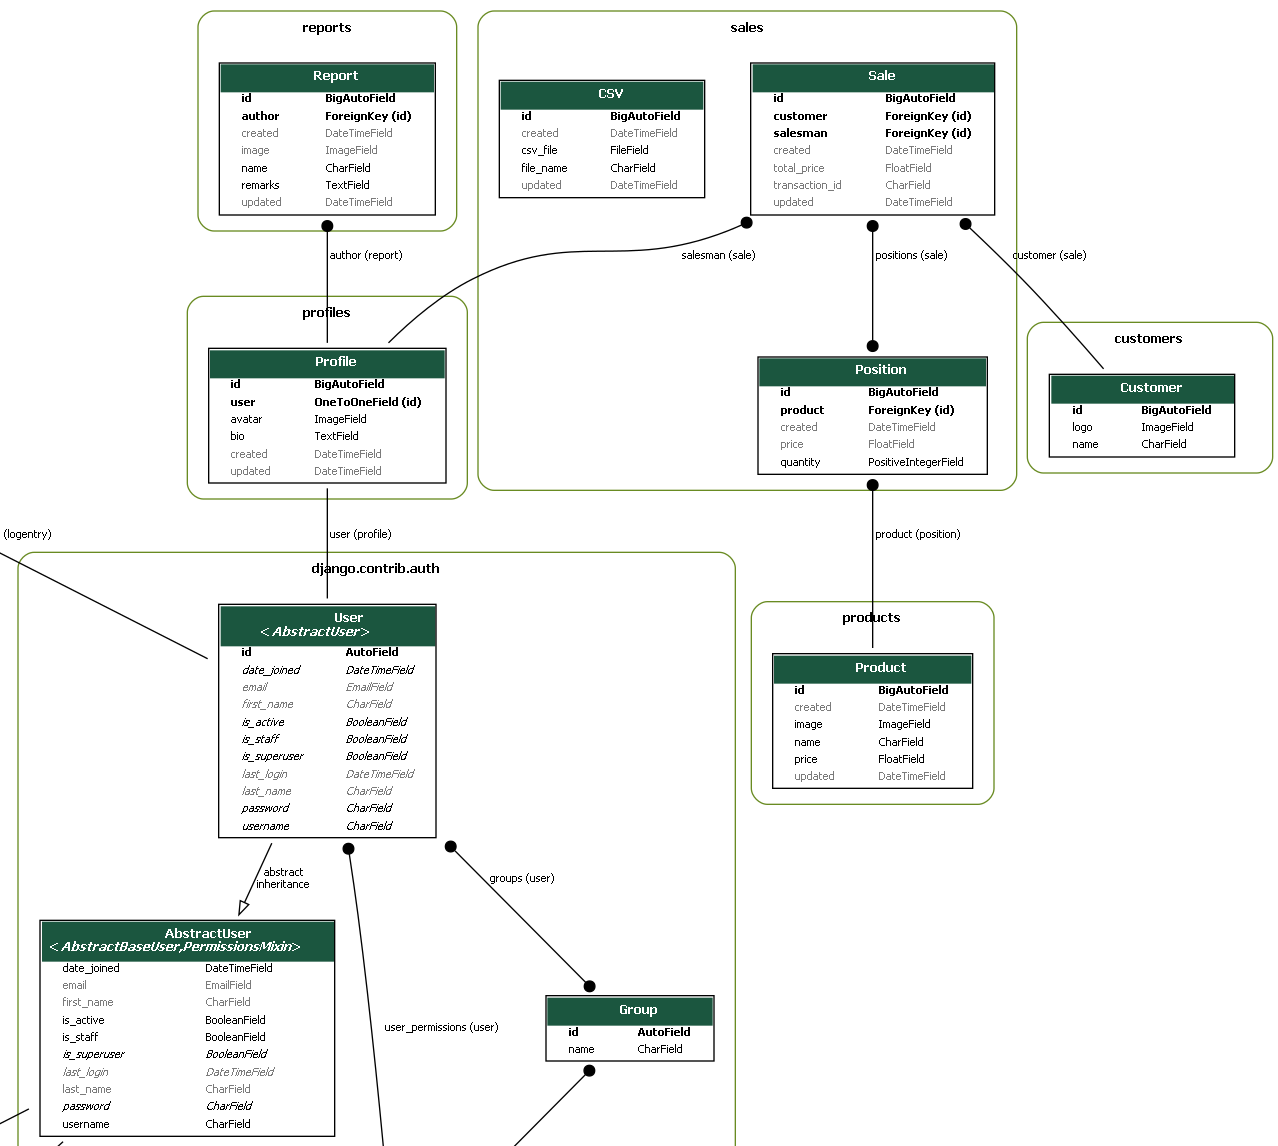 reports
Report
id BigAutoField
author ForeignKey (id)
created DateTimeField
image ImageField
name CharField
remarks TextField
updated DateTimeField
sales
CSV
id BigAutoField
created DateTimeField
csv_file FileField
file_name CharField
updated DateTimeField
Sale
id BigAutoField
customer ForeignKey (id)
salesman ForeignKey (id)
created DateTimeField
total_price FloatField
transaction_id CharField
updated DateTimeField
author (report)
salesman (sale)
positions (sale)
customer (sale)
profiles
Profile
id BigAutoField
user OneToOneField (id)
avatar ImageField
bio TextField
created DateTimeField
updated DateTimeField
Position
id BigAutoField
product ForeignKey (id)
created DateTimeField
price FloatField
quantity PositiveIntegerField
customers
Customer
id BigAutoField
logo ImageField
name CharField
(logentry)
user (profile)
product (position)
django.contrib.auth
User
<AbstractUser>
id AutoField
date_joined DateTimeField
email EmailField
first_name CharField
is_active BooleanField
is_staff BooleanField
is_superuser BooleanField
last_login DateTimeField
last_name CharField
password CharField
username CharField
products
Product
id BigAutoField
created DateTimeField
image ImageField
name CharField
price FloatField
updated DateTimeField
abstract
inheritance
groups (user)
AbstractUser
<AbstractBaseUser,PermissionsMixin>
date_joined DateTimeField
email EmailField
first_name CharField
is_active BooleanField
is_staff BooleanField
is_superuser BooleanField
last_login DateTimeField
last_name CharField
password CharField
username CharField
user_permissions (user)
Group
id AutoField
name CharField